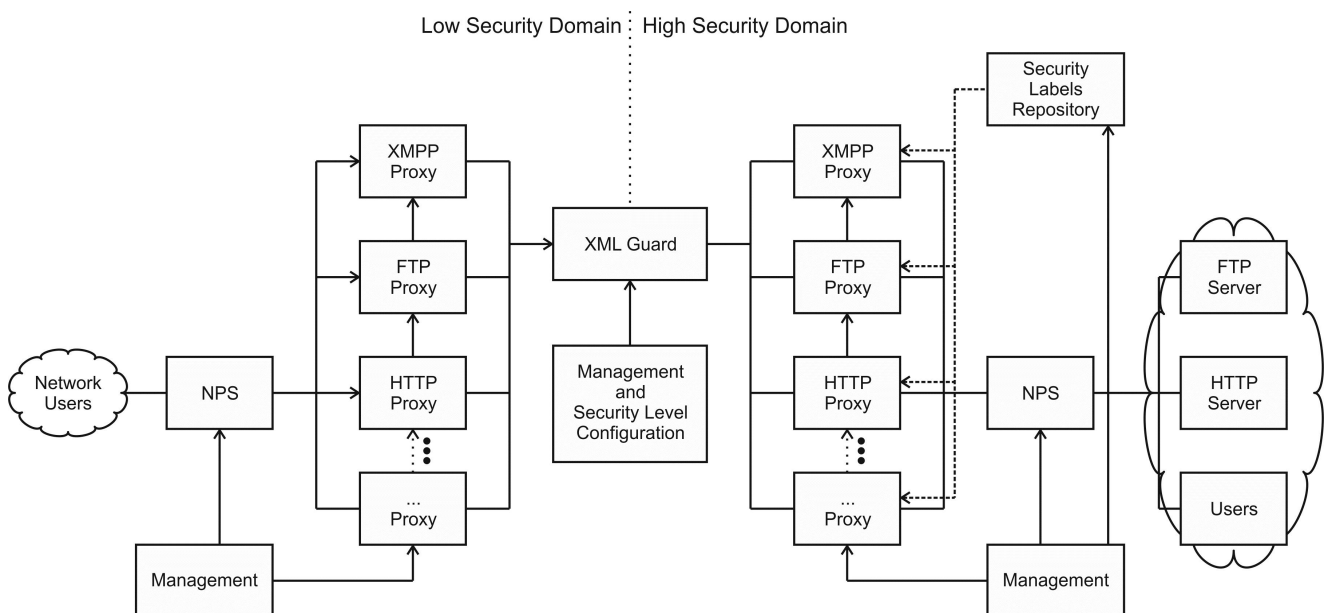 Low Security Domain
High Security Domain
Security
Labels
Repository
XMPP
Proxy
XMPP
Proxy
XML Guard
FTP
Proxy
FTP
Proxy
FTP
Server
Network
Users
NPS
HTTP
Proxy
Management
and
Security Level
Configuration
HTTP
Proxy
NPS
HTTP
Server
...
Proxy
...
Proxy
Users
Management
Management